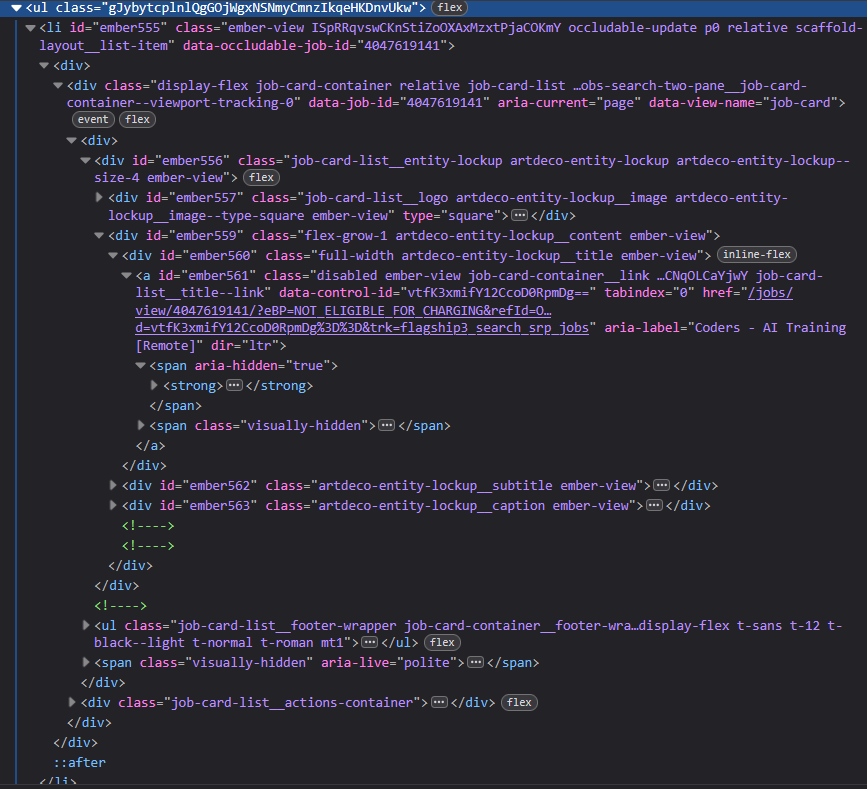 <ul class="gJybytcplnlQgGOjWgxNSNmyCmnzIkqeHKDnvUkw"> flex
<li id="ember555" class="ember-view ISpRRqvswCKnStiZoOXAxMzxtPjaCOKmY occludable-update p0 relative scaffold-
layout__list-item" data-occludable-job-id="4047619141">
<div>
<div class="display-flex job-card-container relative job-card-list …obs-search-two-pane__job-card-
container--viewport-tracking-0" data-job-id="4047619141" aria-current="page" data-view-name="job-card">
event flex
<div>
<div id="ember556" class="job-card-list__entity-lockup artdeco-entity-lockup artdeco-entity-lockup--
size-4 ember-view"> flex
<div id="ember557" class="job-card-list__logo artdeco-entity-lockup__image artdeco-entity-
lockup__image--type-square ember-view" type="square"> ··· </div>
<div id="ember559" class="flex-grow-1 artdeco-entity-lockup__content ember-view">
<div id="ember560" class="full-width artdeco-entity-lockup__title ember-view"> inline-flex
<a id="ember561" class="disabled ember-view job-card-container__link …CNqOLCaYjwY job-card-
list__title--link" data-control-id="vtfK3xmifY12CcoD0RpmDg==" tabindex="0" href="/jobs/
view/4047619141/?eBP=NOT_ELIGIBLE_FOR_CHARGING&refId=O…
d=vtfK3xmifY12CcoD0RpmDg%3D%3D&trk=flagship3_search_srp_jobs" aria-label="Coders - AI Training
[Remote]" dir="ltr">
<span aria-hidden="true">
<strong> ··· </strong>
</span>
<span class="visually-hidden"> ··· </span>
</a>
</div>
<div id="ember562" class="artdeco-entity-lockup__subtitle ember-view"> ··· </div>
<div id="ember563" class="artdeco-entity-lockup__caption ember-view"> ··· </div>
<!---->
<!---->
</div>
</div>
<!---->
<ul class="job-card-list__footer-wrapper job-card-container__footer-wra…display-flex t-sans t-12 t-
black--light t-normal t-roman mt1"> ··· </ul> flex
<span class="visually-hidden" aria-live="polite"> ··· </span>
</div>
<div class="job-card-list__actions-container"> ··· </div> flex
</div>
</div>
::after
</li>